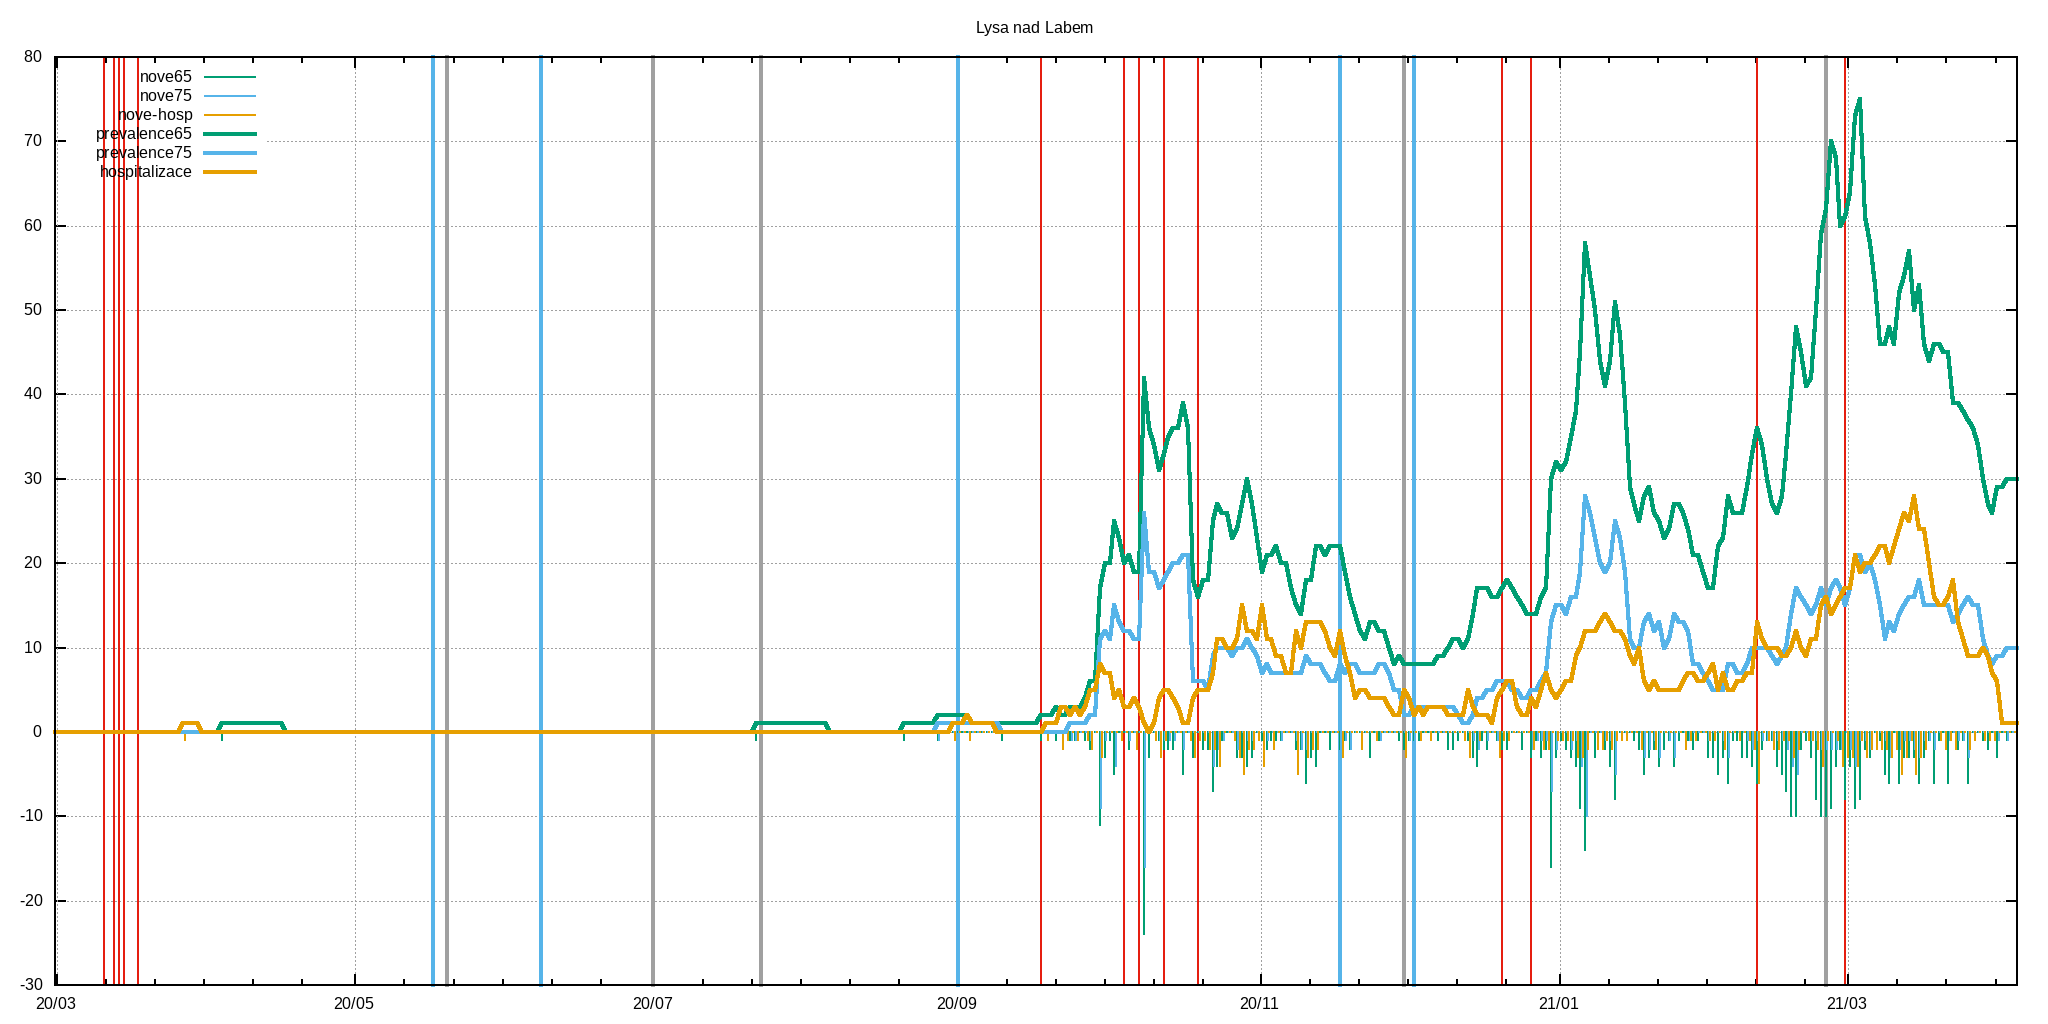 Lysa nad Labem
80
70
60
50
40
30
20
10
0
-10
-20
-30
nove65
nove75
nove-hosp
prevalence65
prevalence75
hospitalizace
20/03 20/05 20/07 20/09 20/11 21/01 21/03